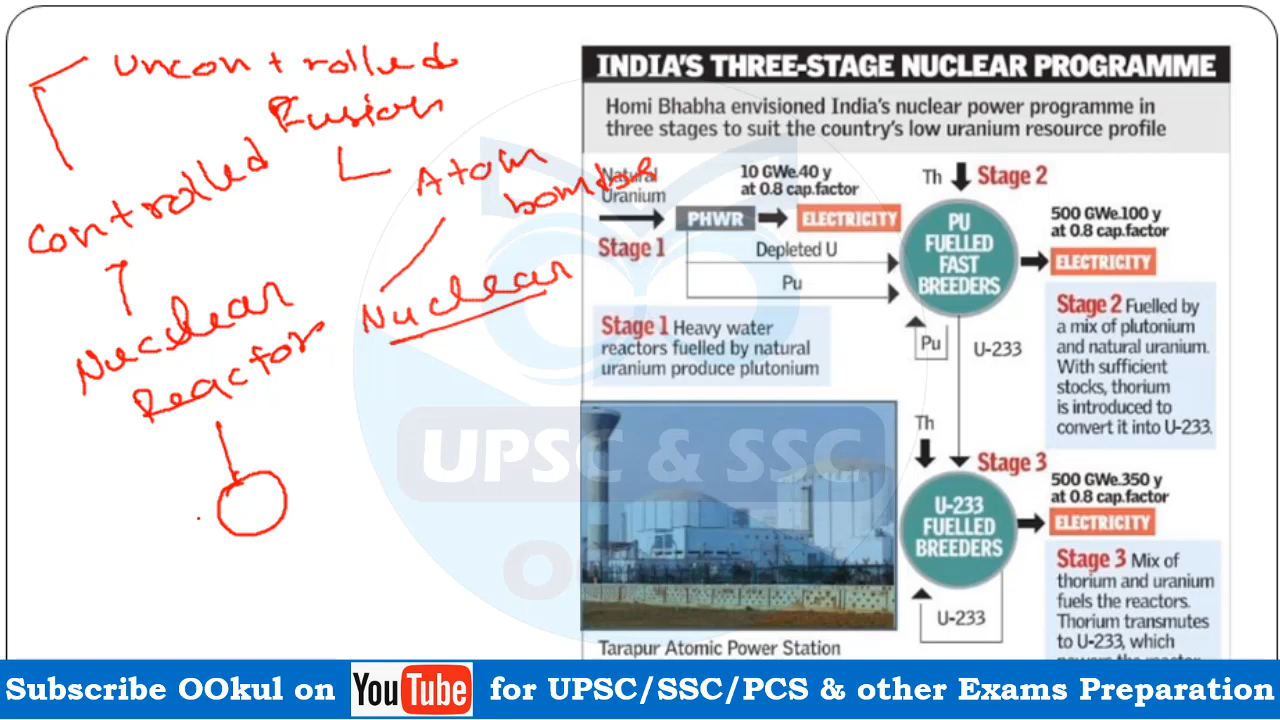 uncontrolled
Fusion
controlled
Atom
bombs
Nuclear
Reactor
Nuclear
INDIA'S THREE-STAGE NUCLEAR PROGRAMME
Homi Bhabha envisioned India's nuclear power programme in
three stages to suit the country's low uranium resource profile
Natural
Uranium
10 GWe.40 y
at 0.8 cap.factor
PHWR
ELECTRICITY
Stage 1
Depleted U
Pu
Th
Stage 2
PU
FUELLED
FAST
BREEDERS
500 GWe.100 y
at 0.8 cap.factor
ELECTRICITY
Stage 1 Heavy water
reactors fuelled by natural
uranium produce plutonium
Pu
U-233
Stage 2 Fuelled by
a mix of plutonium
and natural uranium.
With sufficient
stocks, thorium
is introduced to
convert it into U-233.
UPSC & SSC
Th
Stage 3
U-233
FUELLED
BREEDERS
500 GWe.350 y
at 0.8 cap.factor
ELECTRICITY
U-233
Stage 3 Mix of
thorium and uranium
fuels the reactors.
Thorium transmutes
to U-233, which
Tarapur Atomic Power Station
Subscribe OOkul on YouTube for UPSC/SSC/PCS & other Exams Preparation